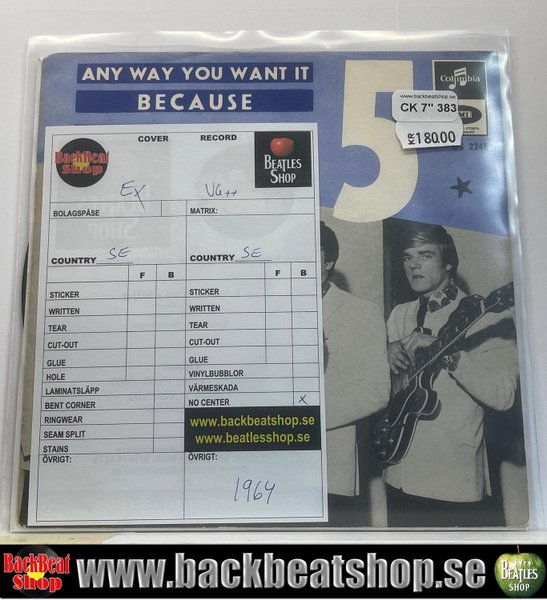 ANY WAY YOU WANT IT
BECAUSE
5
Columbia
www.backbeatshop.se
CK 7" 383
KR 180.00
COVER RECORD
BackBeat Shop
BEATLES SHOP
EX VG++
BOLAGSPÅSE MATRIX:
COUNTRY SE COUNTRY SE
F B F B
STICKER STICKER
WRITTEN WRITTEN
TEAR TEAR
CUT-OUT CUT-OUT
GLUE GLUE
HOLE VINYLBUBBLOR
LAMINATSLÄPP VÄRMESKADA
BENT CORNER NO CENTER X
RINGWEAR
SEAM SPLIT
STAINS
www.backbeatshop.se
www.beatlesshop.se
ÖVRIGT: ÖVRIGT:
1964
BackBeat Shop
www.backbeatshop.se
BEATLES SHOP